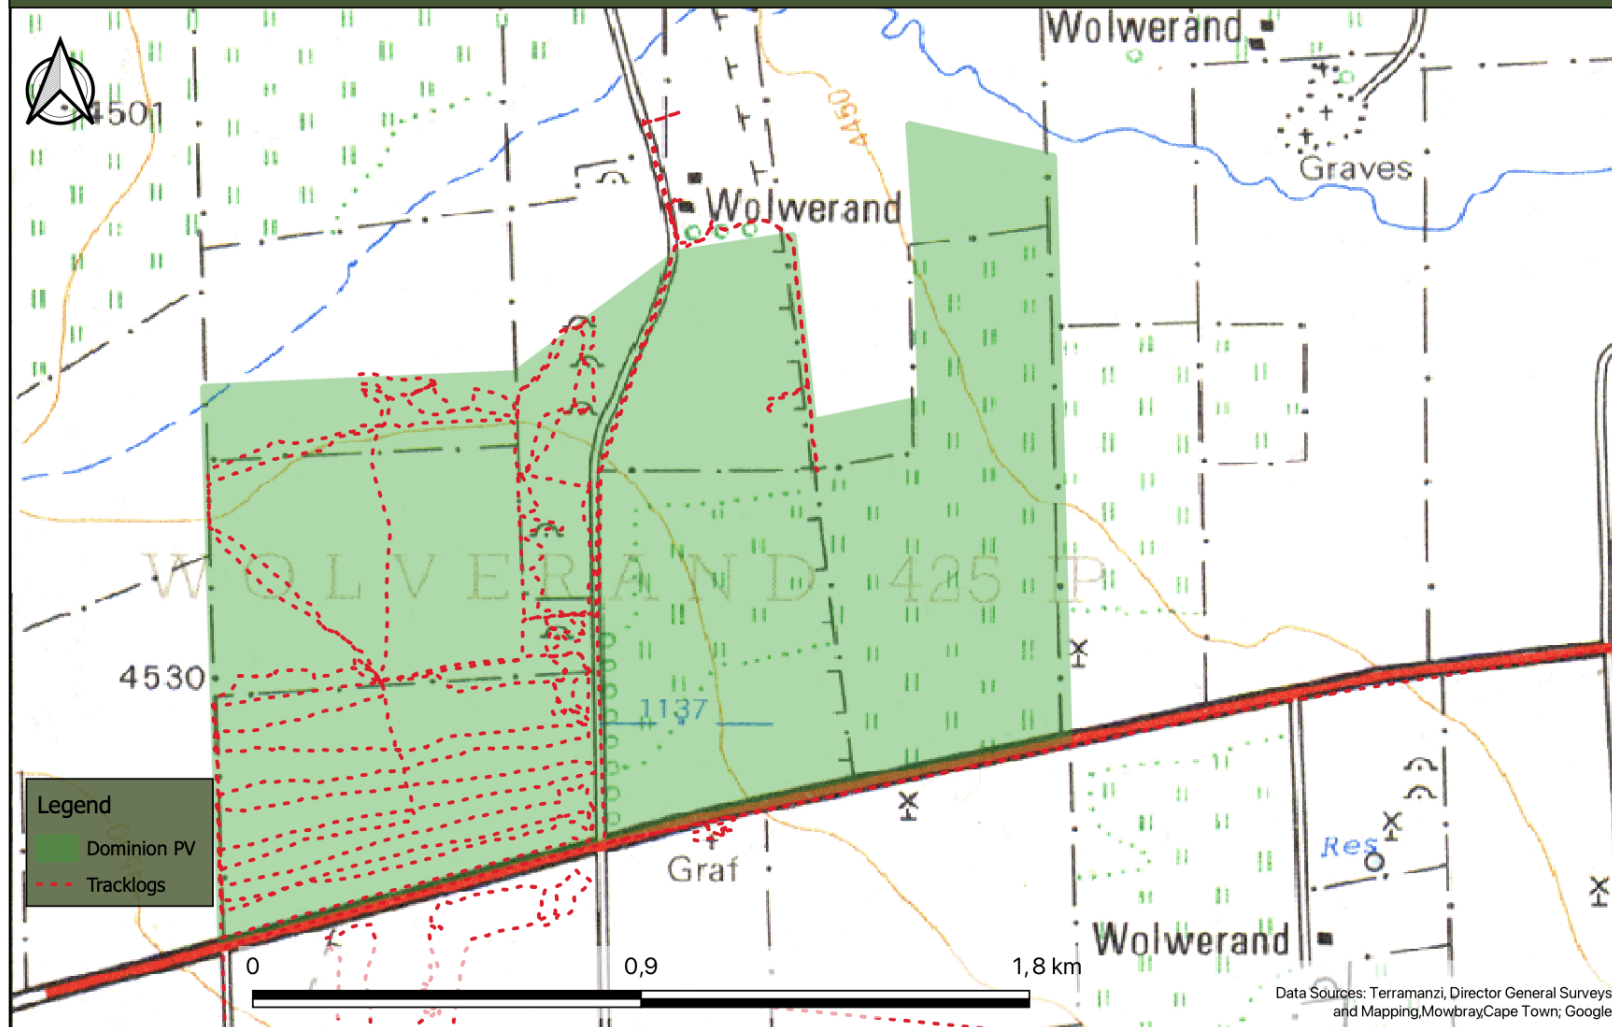 Wolwerand
4501
4450
Graves
Wolwerand
WOLVERAND 425 P
4530
1137
Legend
Dominion PV
Tracklogs
Graf
Res
Wolwerand
0 0,9 1,8 km
Data Sources: Terramanzi, Director General Surveys
and Mapping,Mowbray,Cape Town; Google